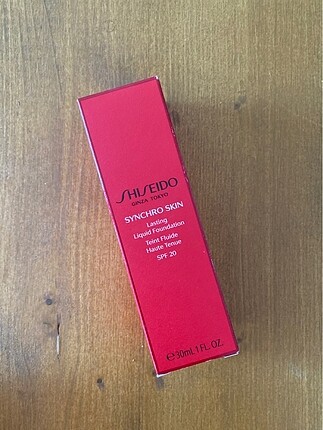 SHISEIDO
GINZA TOKYO
SYNCHRO SKIN
Lasting
Liquid Foundation
Teint Fluide
Haute Tenue
SPF 20
℮30mL 1 FL. OZ.